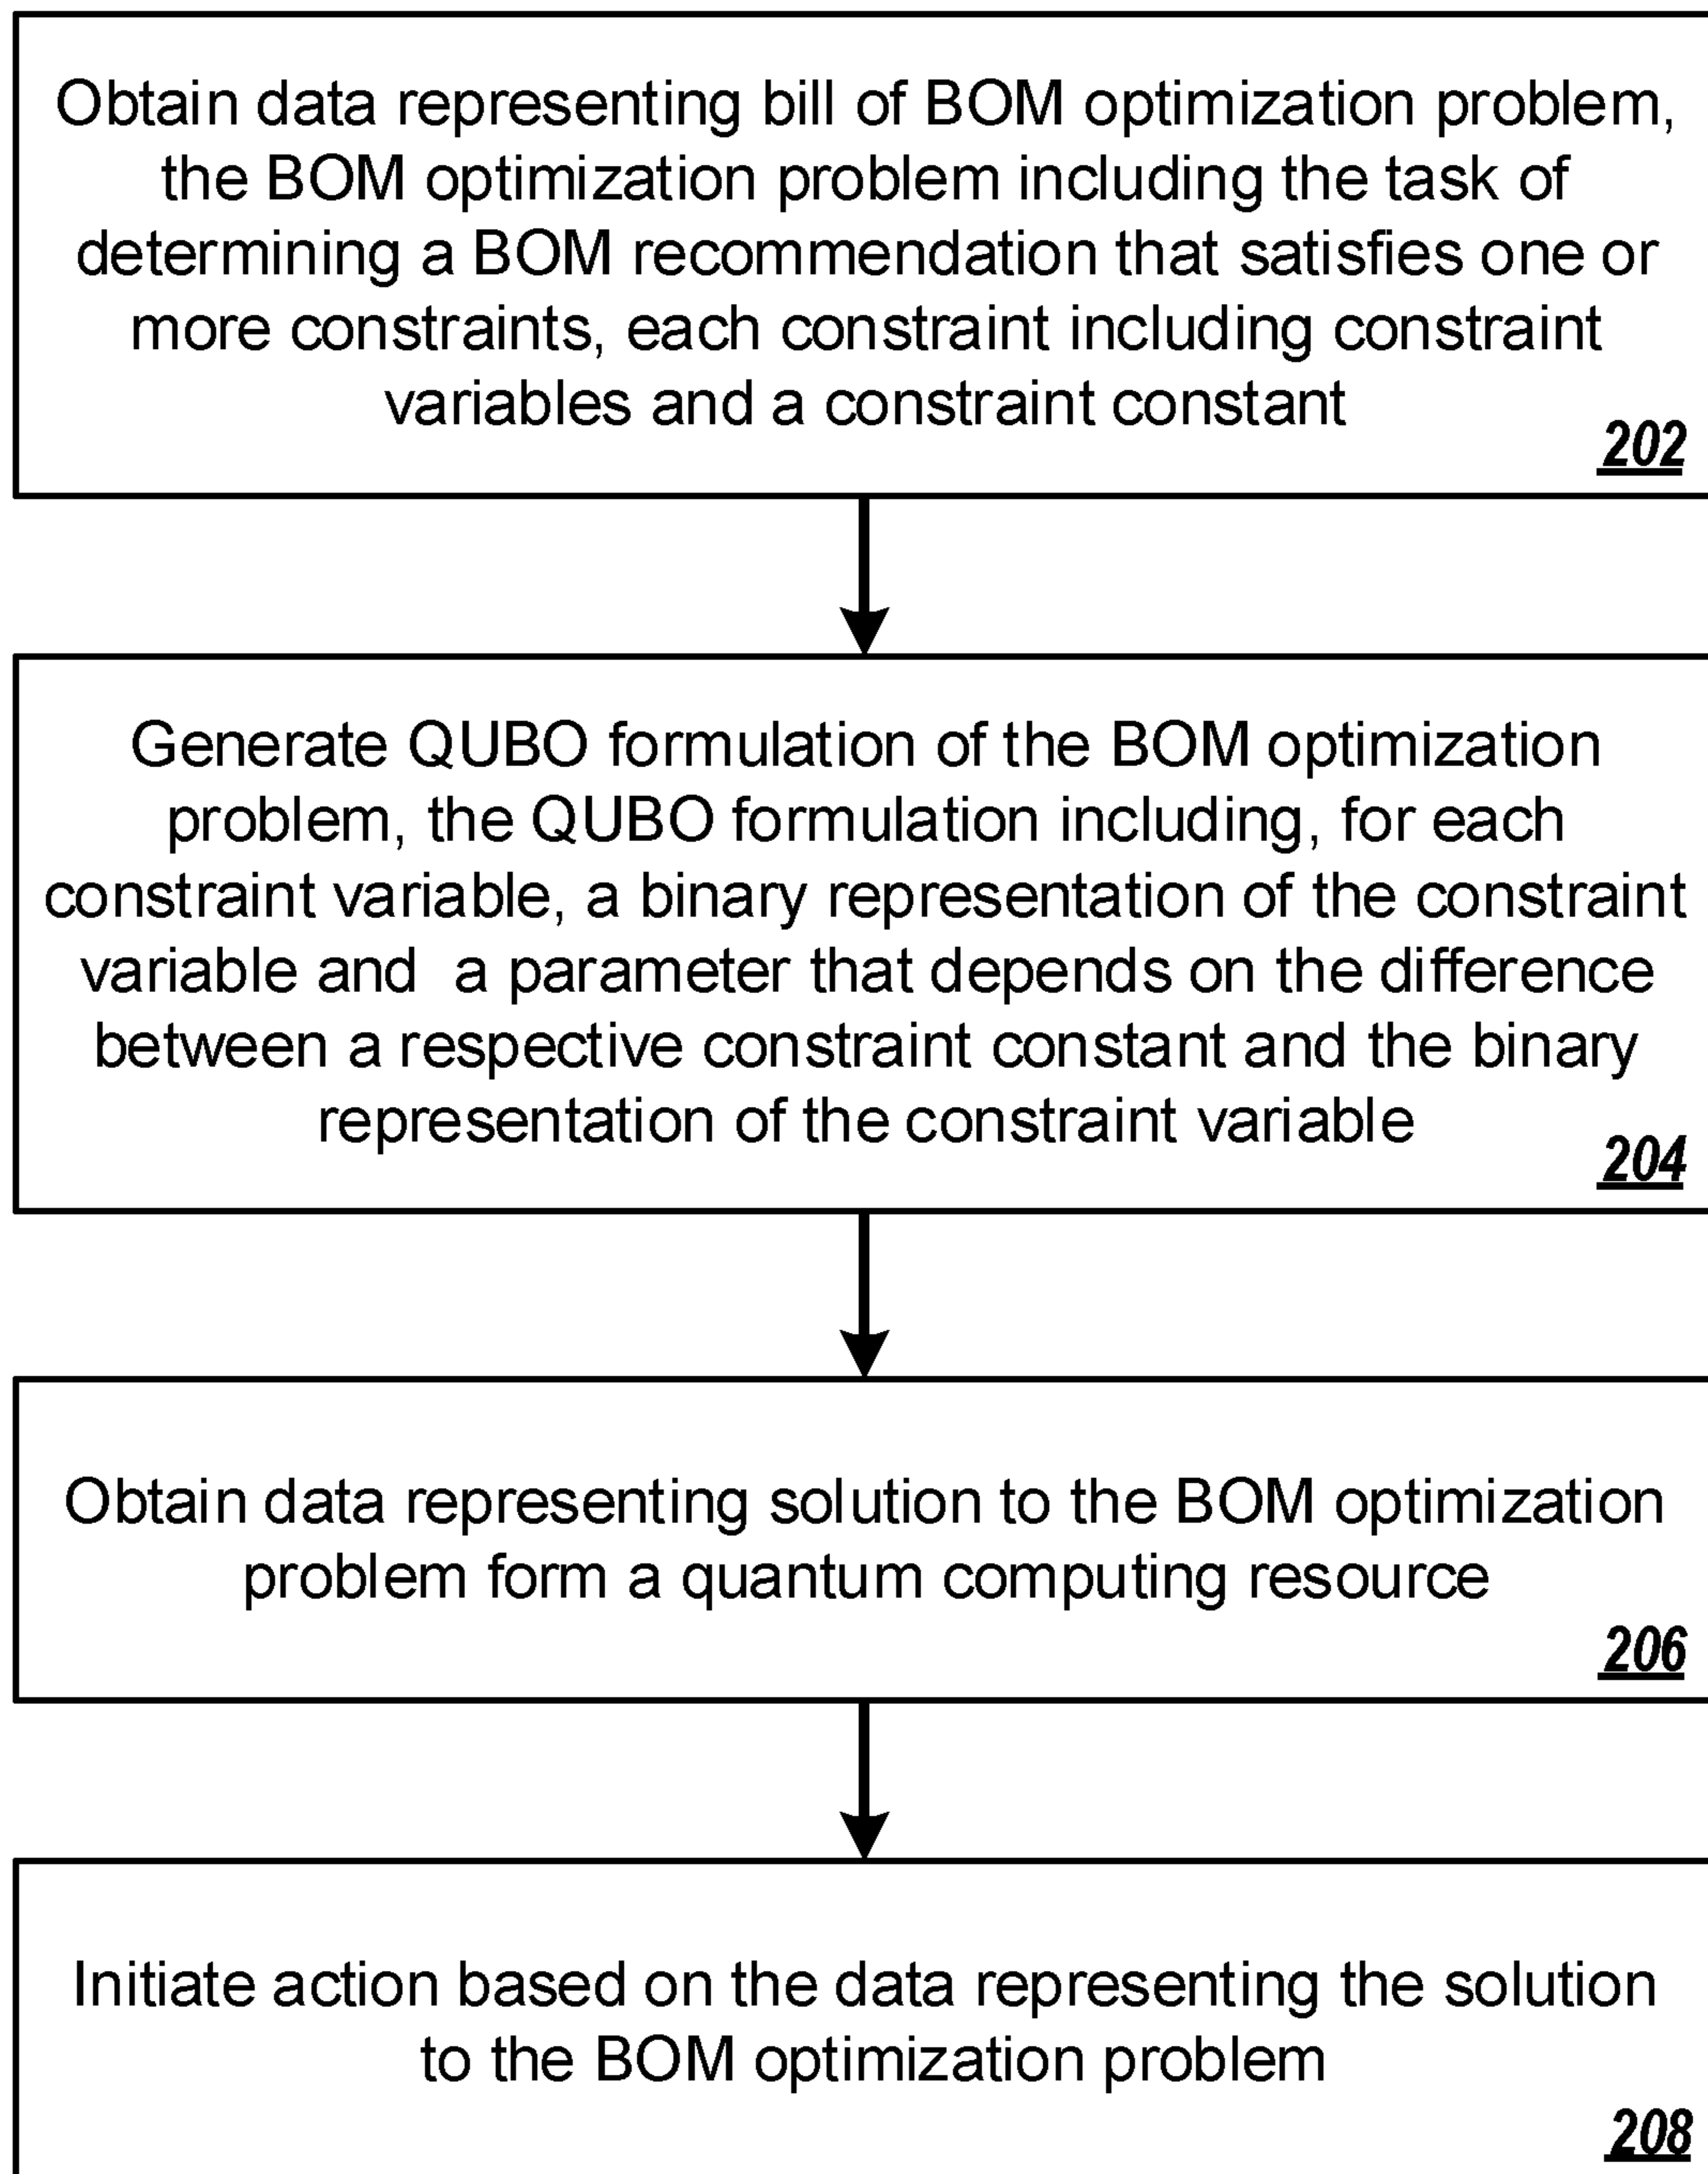 Obtain data representing bill of BOM optimization problem,
the BOM optimization problem including the task of
determining a BOM recommendation that satisfies one or
more constraints, each constraint including constraint
variables and a constraint constant
202
Generate QUBO formulation of the BOM optimization
problem, the QUBO formulation including, for each
constraint variable, a binary representation of the constraint
variable and a parameter that depends on the difference
between a respective constraint constant and the binary
representation of the constraint variable
204
Obtain data representing solution to the BOM optimization
problem form a quantum computing resource
206
Initiate action based on the data representing the solution
to the BOM optimization problem
208